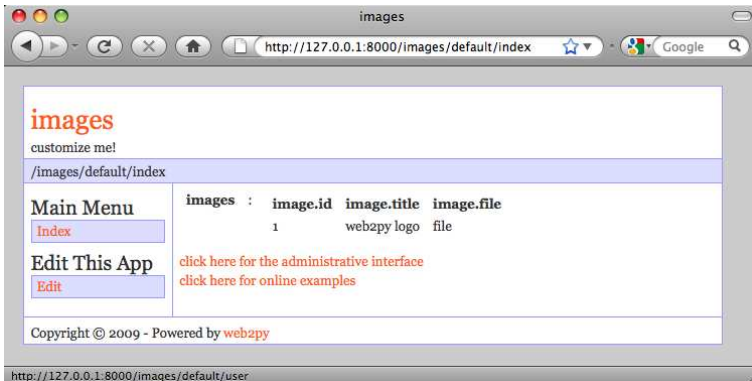 images
http://127.0.0.1:8000/images/default/index
Google
images
customize me!
/images/default/index
Main Menu
Index
Edit This App
Edit
images : image.id image.title image.file
1 web2py logo file
click here for the administrative interface
click here for online examples
Copyright © 2009 - Powered by web2py
http://127.0.0.1:8000/images/default/user